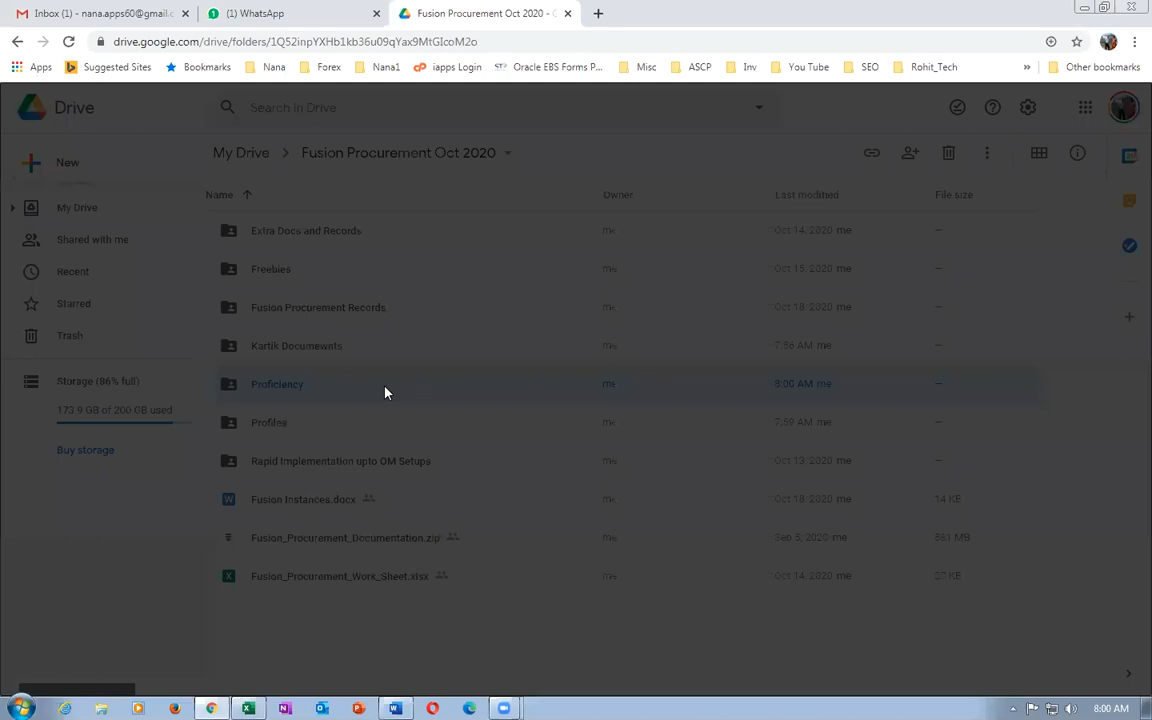 Inbox (1) - nana.apps60@gmail.c
(1) WhatsApp
Fusion Procurement Oct 2020 - G
drive.google.com/drive/folders/1Q52inpYXHb1kb36u09qYax9MtGIcoM2o
Apps
Suggested Sites
Bookmarks
Nana
Forex
Nana1
iapps Login
Oracle EBS Forms P...
Misc
ASCP
Inv
You Tube
SEO
Rohit_Tech
»
Other bookmarks
Drive
Search in Drive
New
My Drive
Fusion Procurement Oct 2020
Name
Owner
Last modified
File size
My Drive
Shared with me
Recent
Starred
Trash
Storage (86% full)
173.9 GB of 200 GB used
Buy storage
Extra Docs and Records me Oct 14, 2020 me –
Freebies me Oct 15, 2020 me –
Fusion Procurement Records me Oct 18, 2020 me –
Kartik Documewnts me 7:56 AM me –
Proficiency me 8:00 AM me –
Profiles me 7:59 AM me –
Rapid Implementation upto OM Setups me Oct 13, 2020 me –
Fusion Instances.docx me Oct 18, 2020 me 14 KB
Fusion_Procurement_Documentation.zip me Sep 5, 2020 me MB
Fusion_Procurement_Work_Sheet.xlsx me Oct 14, 2020 me KB
8:00 AM